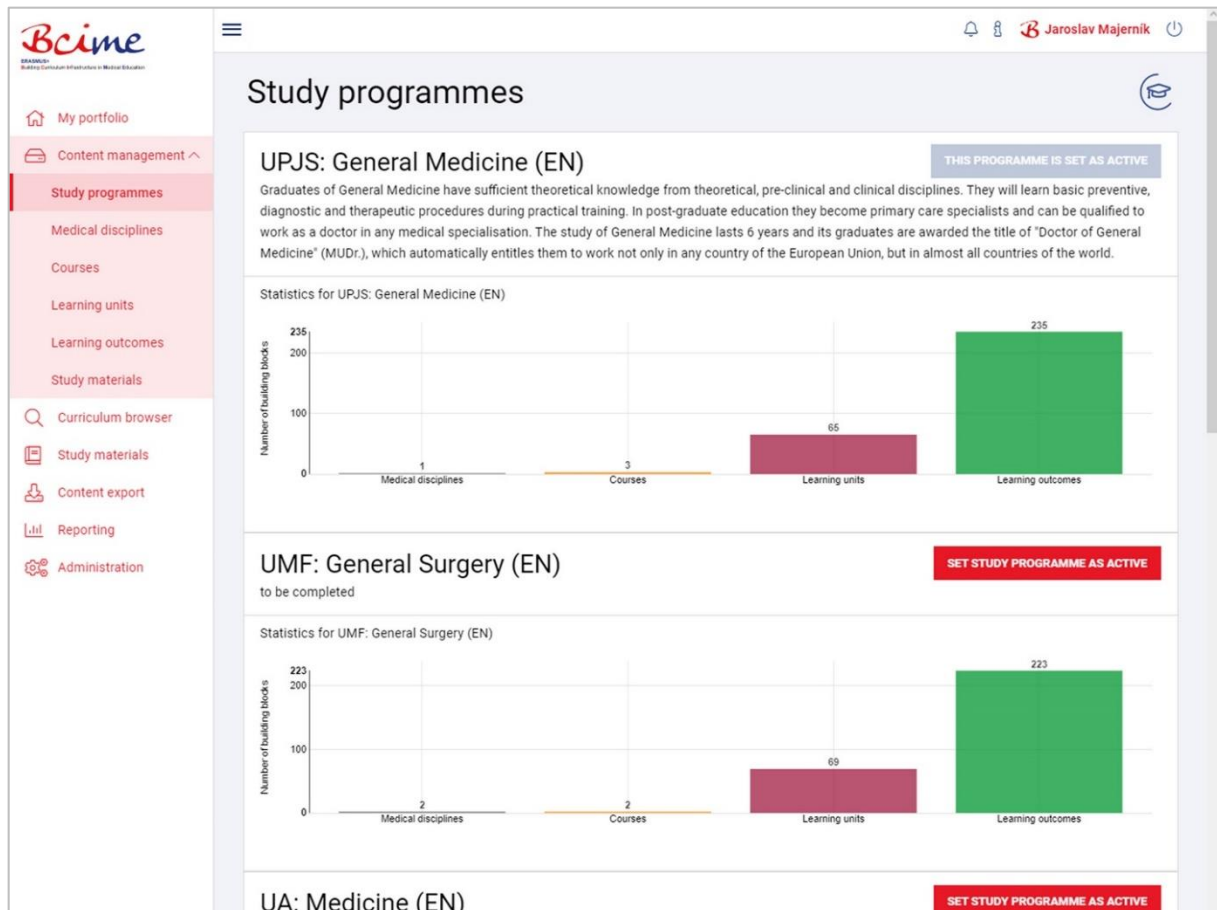 Bcime
ERASMUS+
Building Curriculum Infrastructure in Medical Education
Jaroslav Majerník
My portfolio
Content management
Study programmes
Medical disciplines
Courses
Learning units
Learning outcomes
Study materials
Curriculum browser
Study materials
Content export
Reporting
Administration
Study programmes
UPJS: General Medicine (EN)
THIS PROGRAMME IS SET AS ACTIVE
Graduates of General Medicine have sufficient theoretical knowledge from theoretical, pre-clinical and clinical disciplines. They will learn basic preventive,
diagnostic and therapeutic procedures during practical training. In post-graduate education they become primary care specialists and can be qualified to
work as a doctor in any medical specialisation. The study of General Medicine lasts 6 years and its graduates are awarded the title of "Doctor of General
Medicine" (MUDr.), which automatically entitles them to work not only in any country of the European Union, but in almost all countries of the world.
Statistics for UPJS: General Medicine (EN)
Number of building blocks
235
200
100
0
1
3
65
235
Medical disciplines
Courses
Learning units
Learning outcomes
UMF: General Surgery (EN)
SET STUDY PROGRAMME AS ACTIVE
to be completed
Statistics for UMF: General Surgery (EN)
Number of building blocks
223
200
100
0
2
2
69
223
Medical disciplines
Courses
Learning units
Learning outcomes
UA: Medicine (EN)
SET STUDY PROGRAMME AS ACTIVE